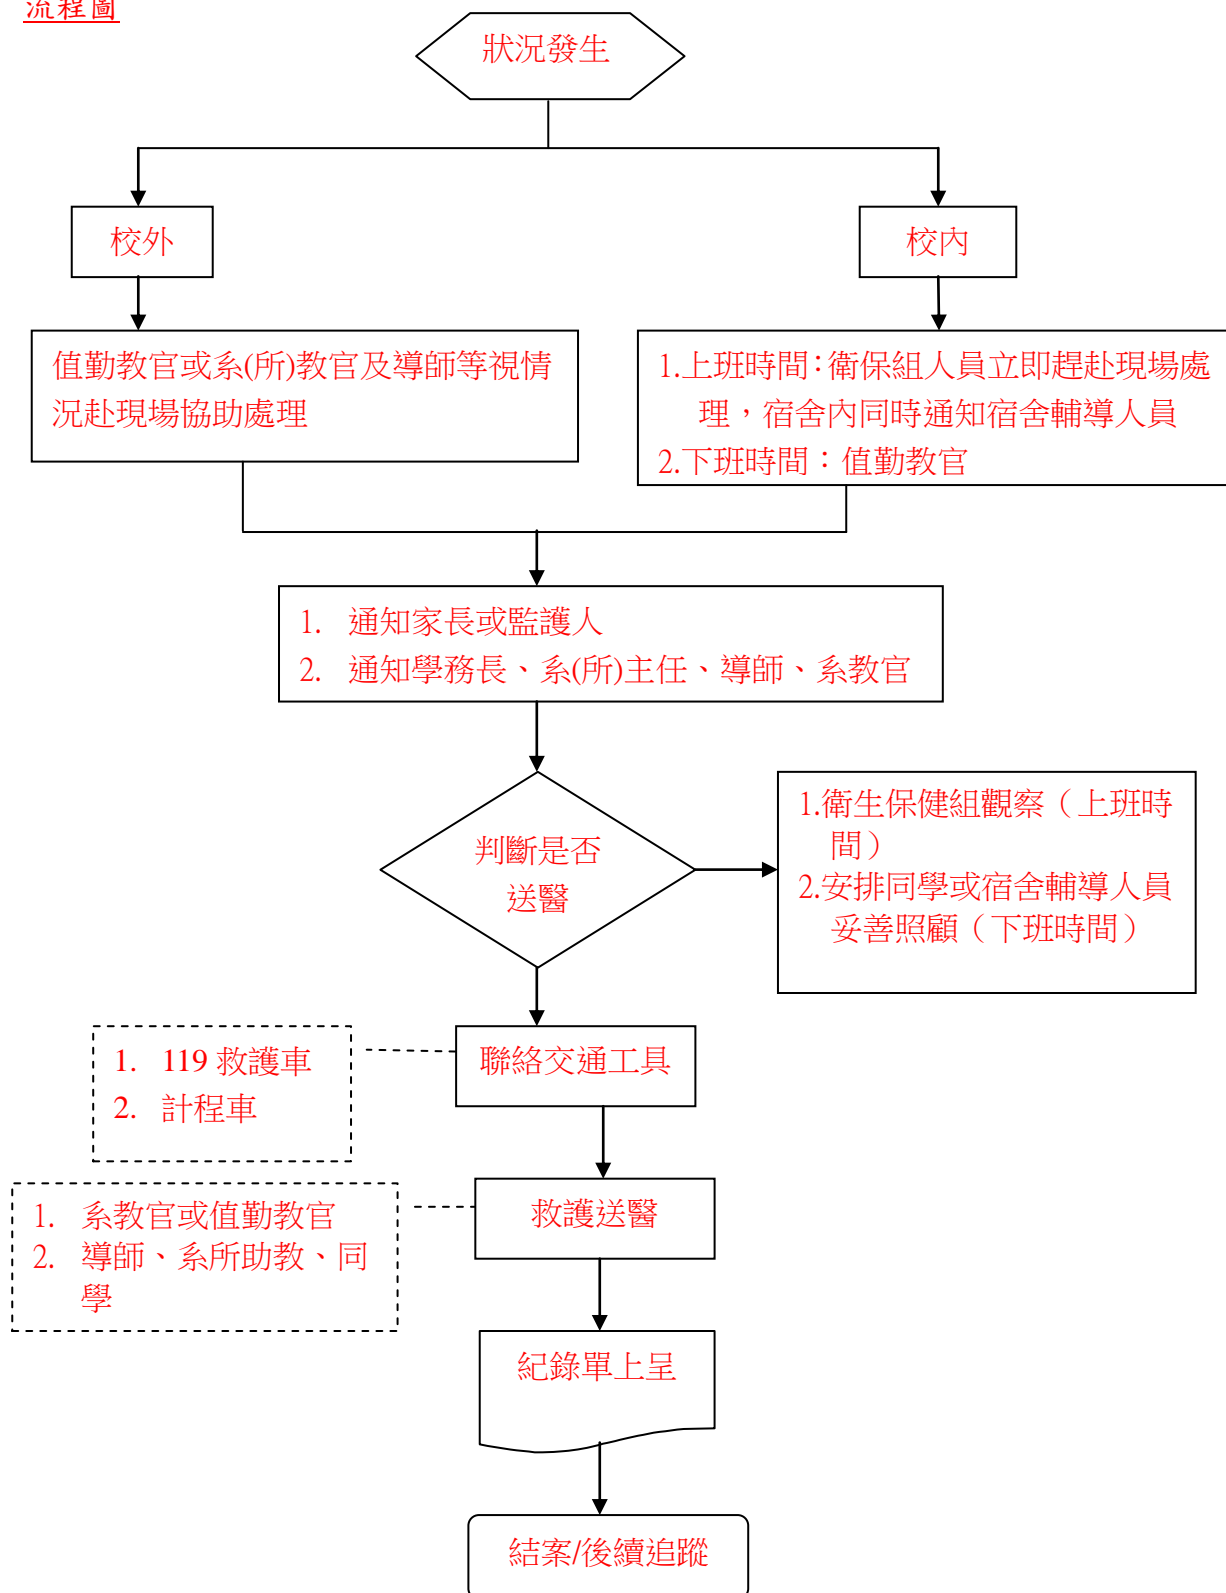 流程圖
狀況發生
校外
校內
值勤教官或系(所)教官及導師等視情
況赴現場協助處理
1.上班時間：衛保組人員立即趕赴現場處
理，宿舍內同時通知宿舍輔導人員
2.下班時間：值勤教官
1. 通知家長或監護人
2. 通知學務長、系(所)主任、導師、系教官
判斷是否
送醫
1.衛生保健組觀察（上班時
間）
2.安排同學或宿舍輔導人員
妥善照顧（下班時間）
1. 119 救護車
2. 計程車
聯絡交通工具
1. 系教官或值勤教官
2. 導師、系所助教、同
學
救護送醫
紀錄單上呈
結案/後續追蹤